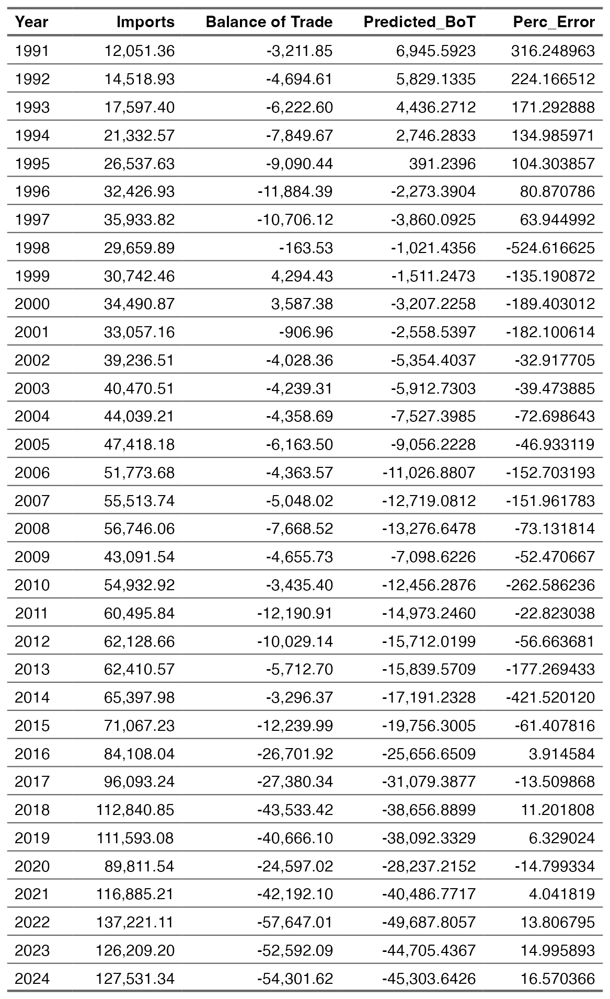 Year Imports Balance of Trade Predicted_BoT Perc_Error
1991 12,051.36 -3,211.85 6,945.5923 316.248963
1992 14,518.93 -4,694.61 5,829.1335 224.166512
1993 17,597.40 -6,222.60 4,436.2712 171.292888
1994 21,332.57 -7,849.67 2,746.2833 134.985971
1995 26,537.63 -9,090.44 391.2396 104.303857
1996 32,426.93 -11,884.39 -2,273.3904 80.870786
1997 35,933.82 -10,706.12 -3,860.0925 63.944992
1998 29,659.89 -163.53 -1,021.4356 -524.616625
1999 30,742.46 4,294.43 -1,511.2473 -135.190872
2000 34,490.87 3,587.38 -3,207.2258 -189.403012
2001 33,057.16 -906.96 -2,558.5397 -182.100614
2002 39,236.51 -4,028.36 -5,354.4037 -32.917705
2003 40,470.51 -4,239.31 -5,912.7303 -39.473885
2004 44,039.21 -4,358.69 -7,527.3985 -72.698643
2005 47,418.18 -6,163.50 -9,056.2228 -46.933119
2006 51,773.68 -4,363.57 -11,026.8807 -152.703193
2007 55,513.74 -5,048.02 -12,719.0812 -151.961783
2008 56,746.06 -7,668.52 -13,276.6478 -73.131814
2009 43,091.54 -4,655.73 -7,098.6226 -52.470667
2010 54,932.92 -3,435.40 -12,456.2876 -262.586236
2011 60,495.84 -12,190.91 -14,973.2460 -22.823038
2012 62,128.66 -10,029.14 -15,712.0199 -56.663681
2013 62,410.57 -5,712.70 -15,839.5709 -177.269433
2014 65,397.98 -3,296.37 -17,191.2328 -421.520120
2015 71,067.23 -12,239.99 -19,756.3005 -61.407816
2016 84,108.04 -26,701.92 -25,656.6509 3.914584
2017 96,093.24 -27,380.34 -31,079.3877 -13.509868
2018 112,840.85 -43,533.42 -38,656.8899 11.201808
2019 111,593.08 -40,666.10 -38,092.3329 6.329024
2020 89,811.54 -24,597.02 -28,237.2152 -14.799334
2021 116,885.21 -42,192.10 -40,486.7717 4.041819
2022 137,221.11 -57,647.01 -49,687.8057 13.806795
2023 126,209.20 -52,592.09 -44,705.4367 14.995893
2024 127,531.34 -54,301.62 -45,303.6426 16.570366